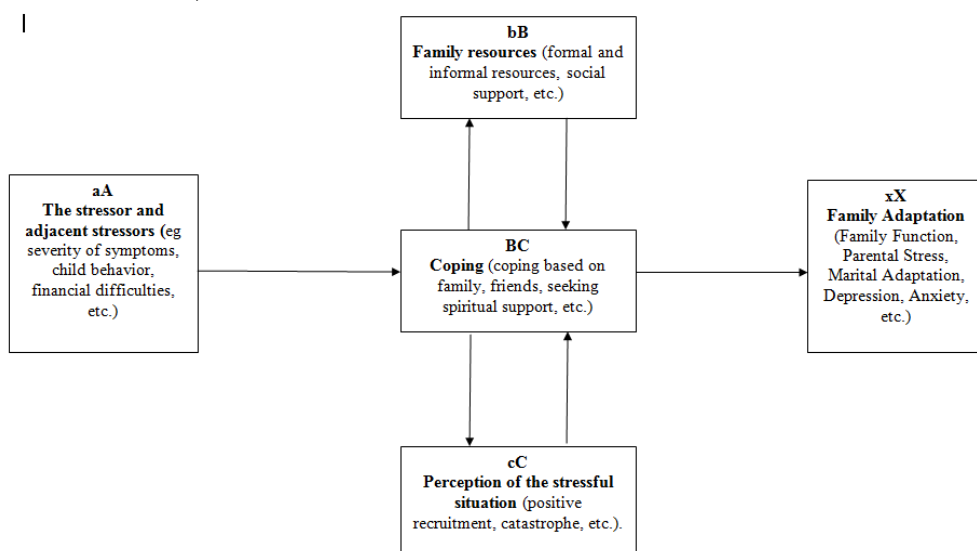 bB
Family resources (formal and
informal resources, social
support, etc.)
aA
The stressor and
adjacent stressors (eg
severity of symptoms,
child behavior,
financial difficulties,
etc.)
BC
Coping (coping based on
family, friends, seeking
spiritual support, etc.)
xX
Family Adaptation
(Family Function,
Parental Stress,
Marital Adaptation,
Depression, Anxiety,
etc.)
cC
Perception of the stressful
situation (positive
recruitment, catastrophe, etc.).